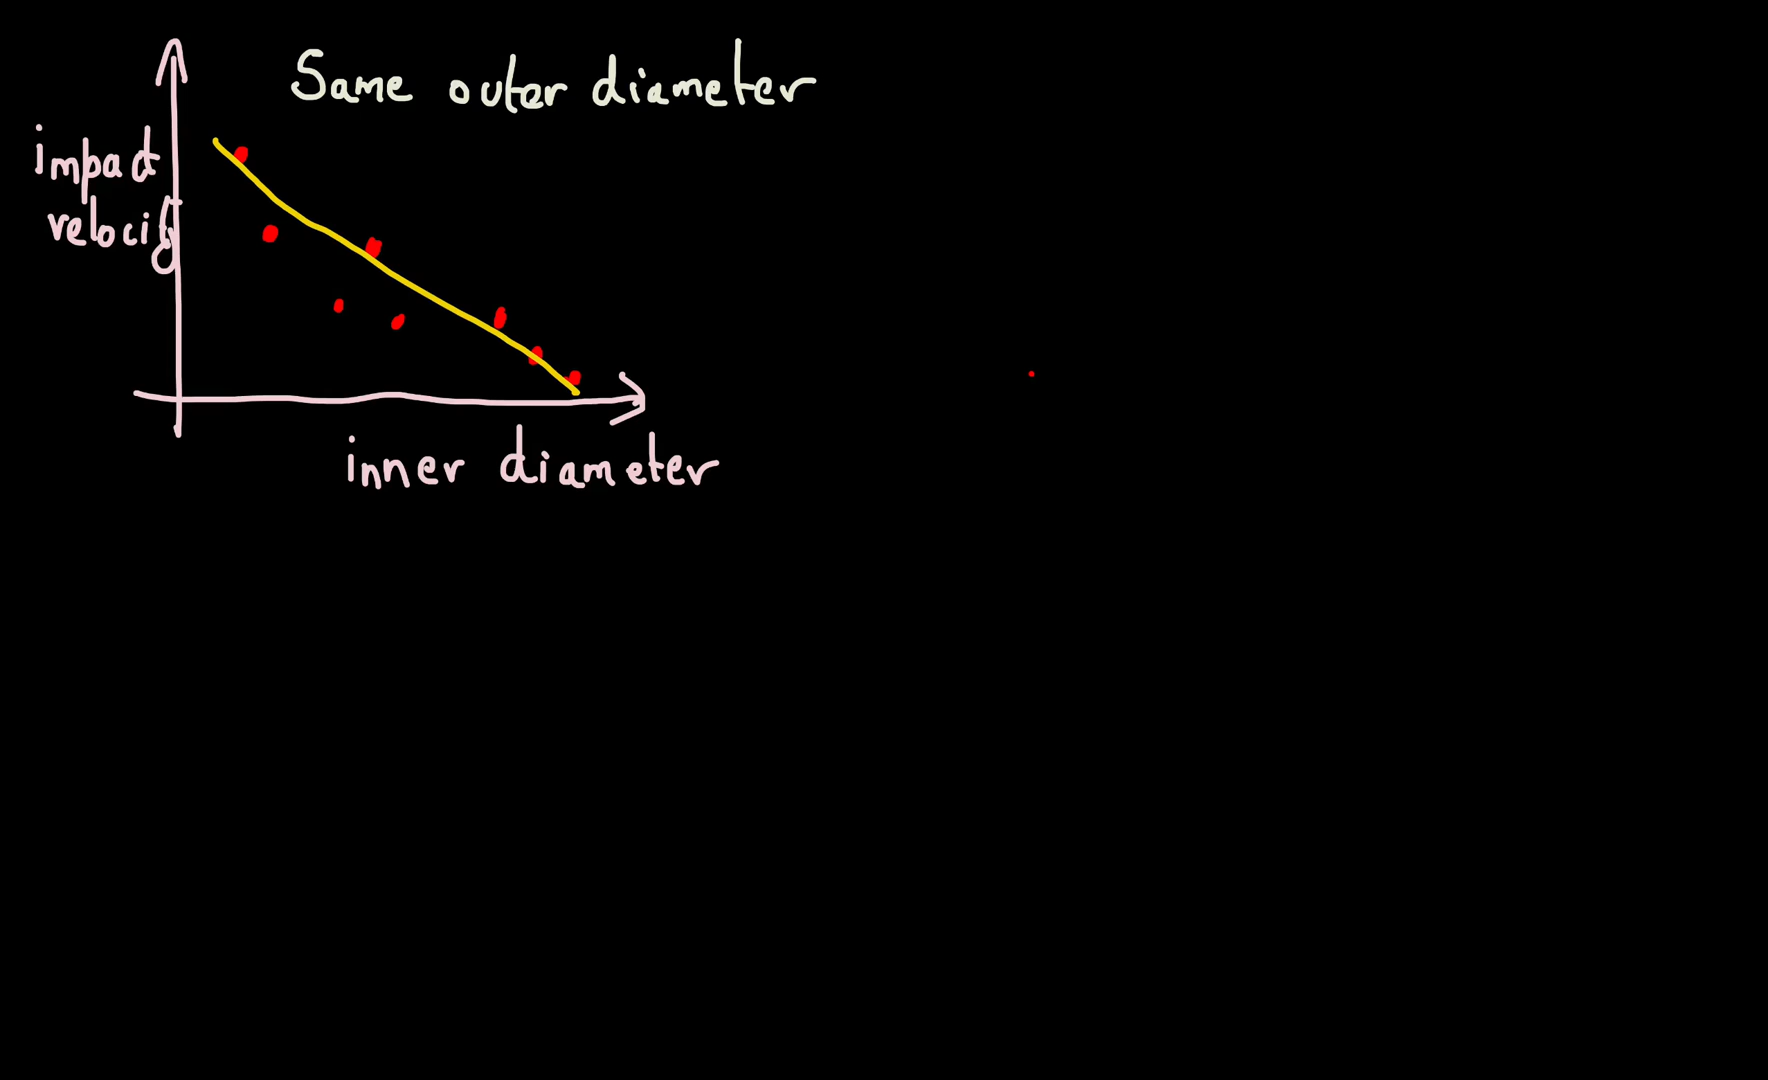 Same outer diameter
impact
velocity
inner diameter